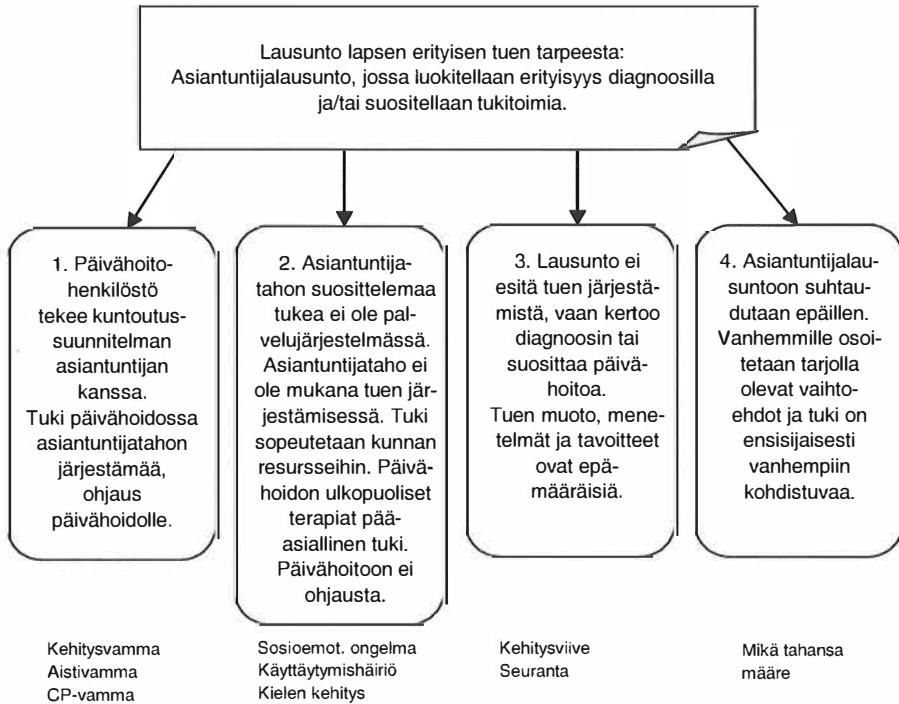 Lausunto lapsen erityisen tuen tarpeesta:
Asiantuntijalausunto, jossa luokitellaan erityisyys diagnoosilla
ja/tai suositellaan tukitoimia.
1. Päivähoito-
henkilöstö
tekee kuntoutus-
suunnitelman
asiantuntijan
kanssa.
Tuki päivähoidossa
asiantuntijatahon
järjestämää,
ohjaus
päivähoidolle.
2. Asiantuntija-
tahon suosittelemaa
tukea ei ole pal-
velujärjestelmässä.
Asiantuntijataho ei
ole mukana tuen jär-
jestämisessä. Tuki
sopeutetaan kunnan
resursseihin. Päivä-
hoidon ulkopuoliset
terapiat pää-
asiallinen tuki.
Päivähoitoon ei
ohjausta.
3. Lausunto ei
esitä tuen järjestä-
mistä, vaan kertoo
diagnoosin tai
suosittaa päivä-
hoitoa.
Tuen muoto, mene-
telmät ja tavoitteet
ovat epä-
määräisiä.
4. Asiantuntijalau-
suntoon suhtau-
dutaan epäillen.
Vanhemmille osoi-
tetaan tarjolla
olevat vaihto-
ehdot ja tuki on
ensisijaisesti
vanhempiin
kohdistuvaa.
Kehitysvamma
Aistivamma
CP-vamma
Sosioemot. ongelma
Käyttäytymishäiriö
Kielen kehitys
Kehitysviive
Seuranta
Mikä tahansa
määre